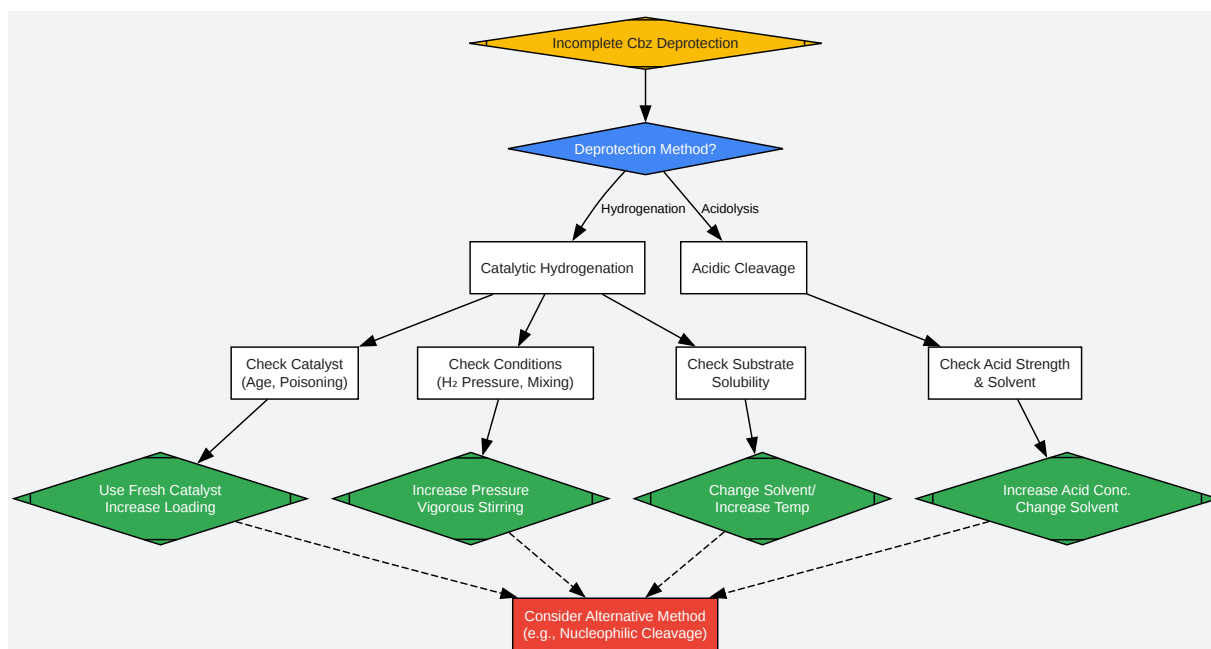 Incomplete Cbz Deprotection
Deprotection Method?
Hydrogenation
Acidolysis
Catalytic Hydrogenation
Acidic Cleavage
Check Catalyst
(Age, Poisoning)
Check Conditions
(H₂ Pressure, Mixing)
Check Substrate
Solubility
Check Acid Strength
& Solvent
Use Fresh Catalyst
Increase Loading
Increase Pressure
Vigorous Stirring
Change Solvent/
Increase Temp
Increase Acid Conc.
Change Solvent
Consider Alternative Method
(e.g., Nucleophilic Cleavage)